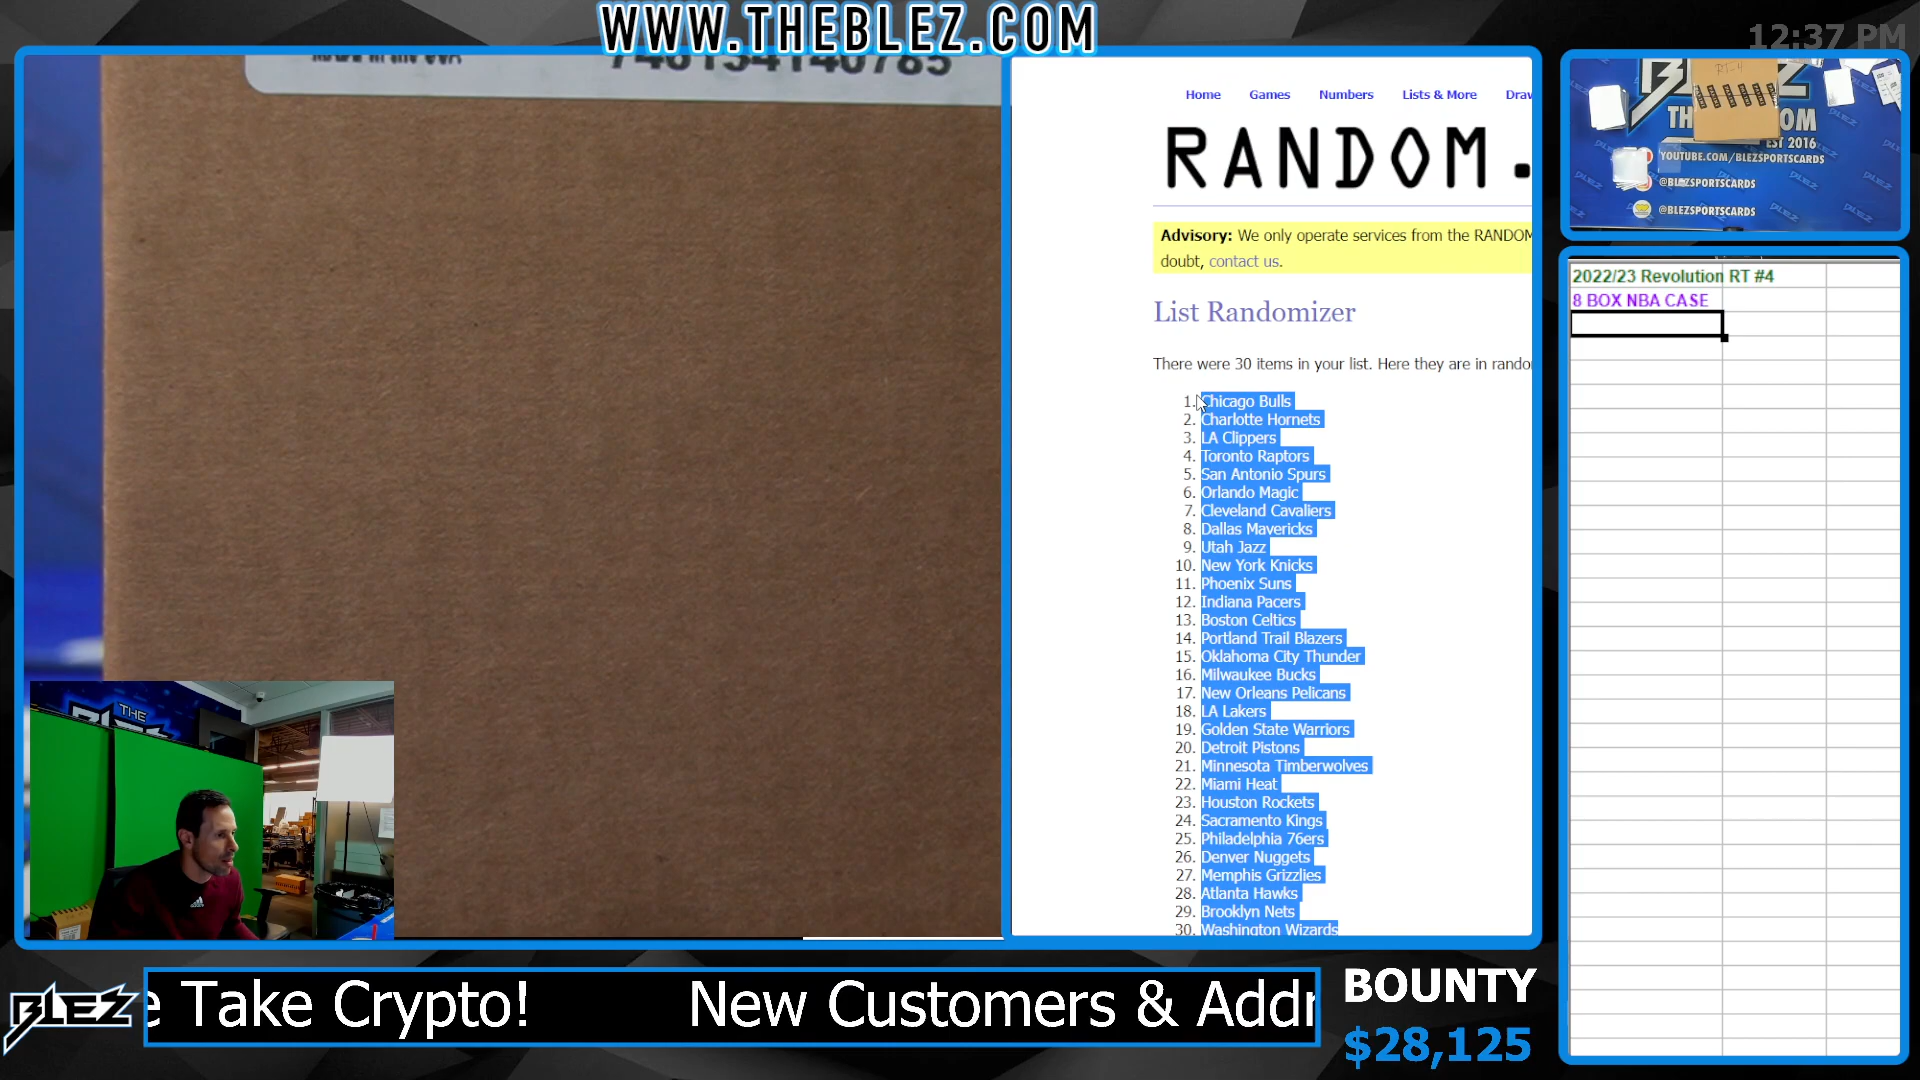 WWW.THEBLEZ.COM
12:37 PM
746134140785
Home Games Numbers Lists & More
RANDOM.
Advisory: We only operate services from the RANDOM
doubt, contact us.
List Randomizer
There were 30 items in your list. Here they are in
1. Chicago Bulls
2. Charlotte Hornets
3. LA Clippers
4. Toronto Raptors
5. San Antonio Spurs
6. Orlando Magic
7. Cleveland Cavaliers
8. Dallas Mavericks
9. Utah Jazz
10. New York Knicks
11. Phoenix Suns
12. Indiana Pacers
13. Boston Celtics
14. Portland Trail Blazers
15. Oklahoma City Thunder
16. Milwaukee Bucks
17. New Orleans Pelicans
18. LA Lakers
19. Golden State Warriors
20. Detroit Pistons
21. Minnesota Timberwolves
22. Miami Heat
23. Houston Rockets
24. Sacramento Kings
25. Philadelphia 76ers
26. Denver Nuggets
27. Memphis Grizzlies
28. Atlanta Hawks
29. Brooklyn Nets
30. Washington Wizards
RT-4
EST 2016
YOUTUBE.COM/BLEZSPORTSCARDS
@BLEZSPORTSCARDS
@BLEZSPORTSCARDS
2022/23 Revolution RT #4
8 BOX NBA CASE
THE
BLEZ
e Take Crypto! New Customers &
BOUNTY
$28,125